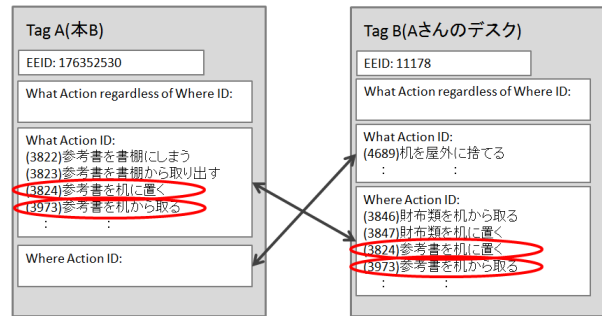 Tag A(本B)
EEID: 176352530
What Action regardless of Where ID:
What Action ID:
(3822)参考書を書棚にしまう
(3823)参考書を書棚から取り出す
(3824)参考書を机に置く
(3973)参考書を机から取る
: :
Where Action ID:
Tag B(Aさんのデスク)
EEID: 11178
What Action regardless of Where ID:
What Action ID:
(4689)机を屋外に捨てる
: :
Where Action ID:
(3846)財布類を机から取る
(3847)財布類を机に置く
(3824)参考書を机に置く
(3973)参考書を机から取る
: :